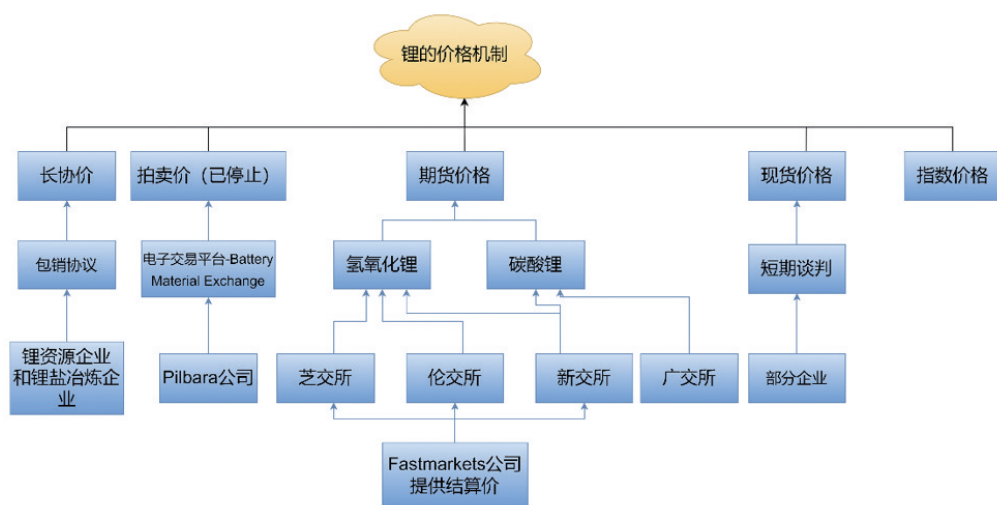 锂的价格机制
长协价
拍卖价（已停止）
期货价格
现货价格
指数价格
包销协议
电子交易平台-Battery
Material Exchange
氢氧化锂
碳酸锂
短期谈判
锂资源企业
和锂盐冶炼企
业
Pilbara公司
芝交所
伦交所
新交所
广交所
部分企业
Fastmarkets公司
提供结算价